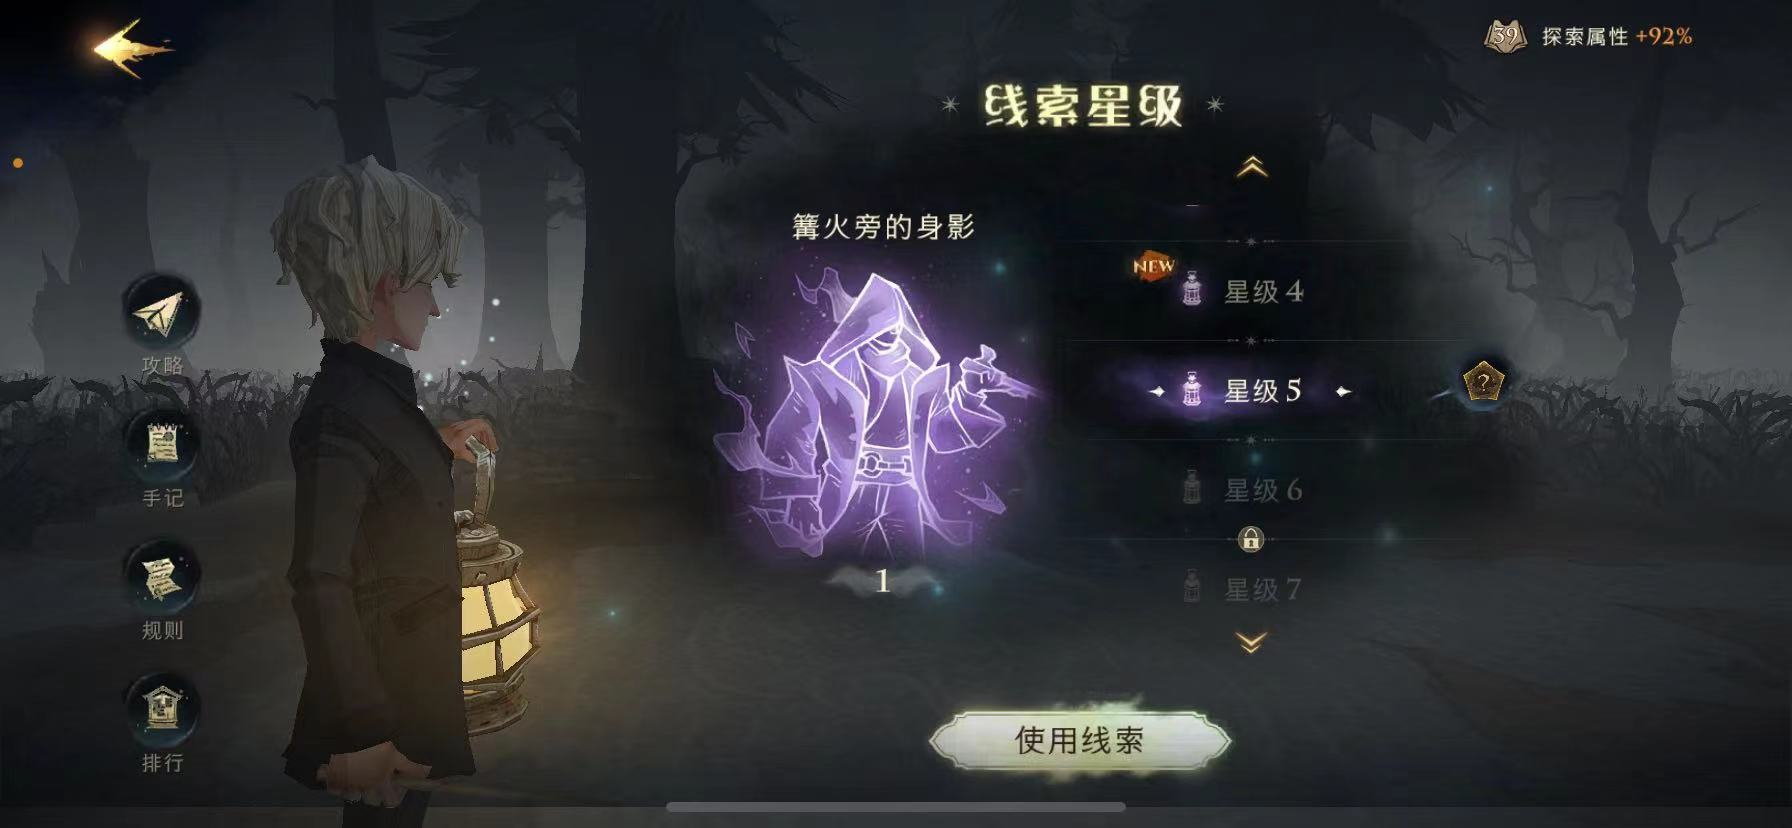 39 探索属性 +92%
线索星级
篝火旁的身影
NEW
星级 4
星级 5
?
星级 6
星级 7
1
使用线索
攻略
手记
规则
排行